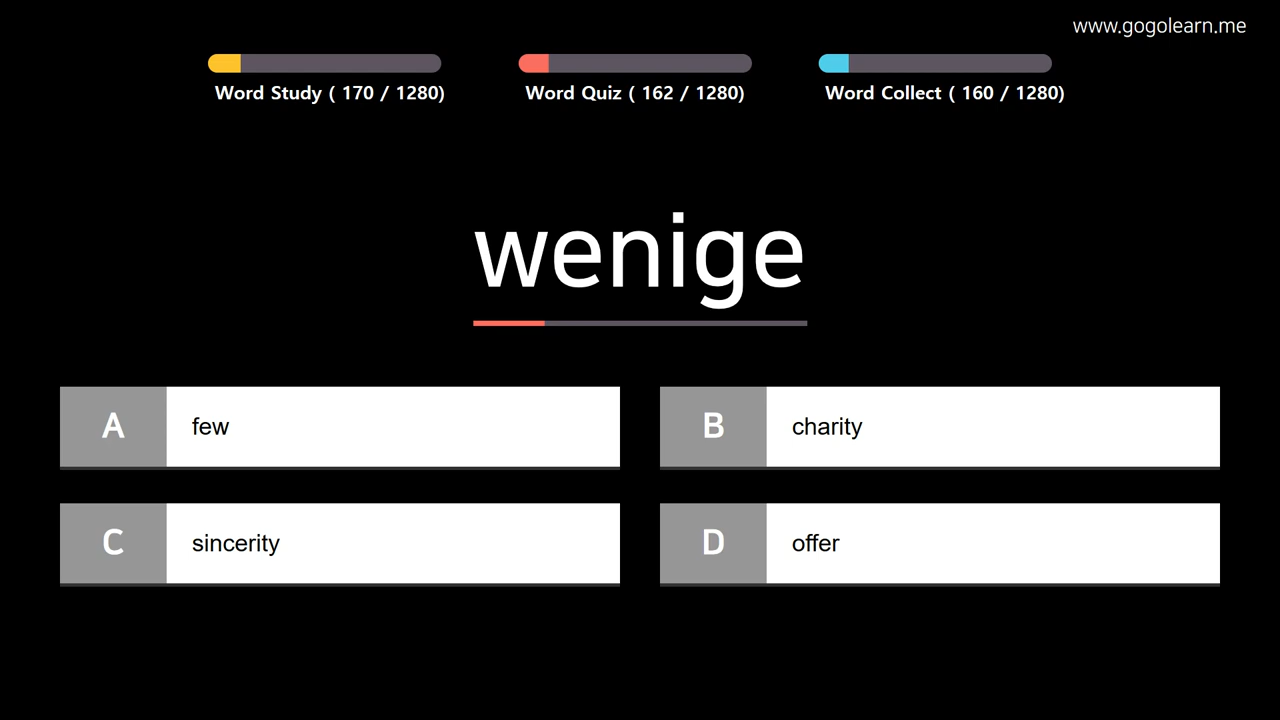 www.gogolearn.me
Word Study ( 170 / 1280)
Word Quiz ( 162 / 1280)
Word Collect ( 160 / 1280)
wenige
A few
B charity
C sincerity
D offer